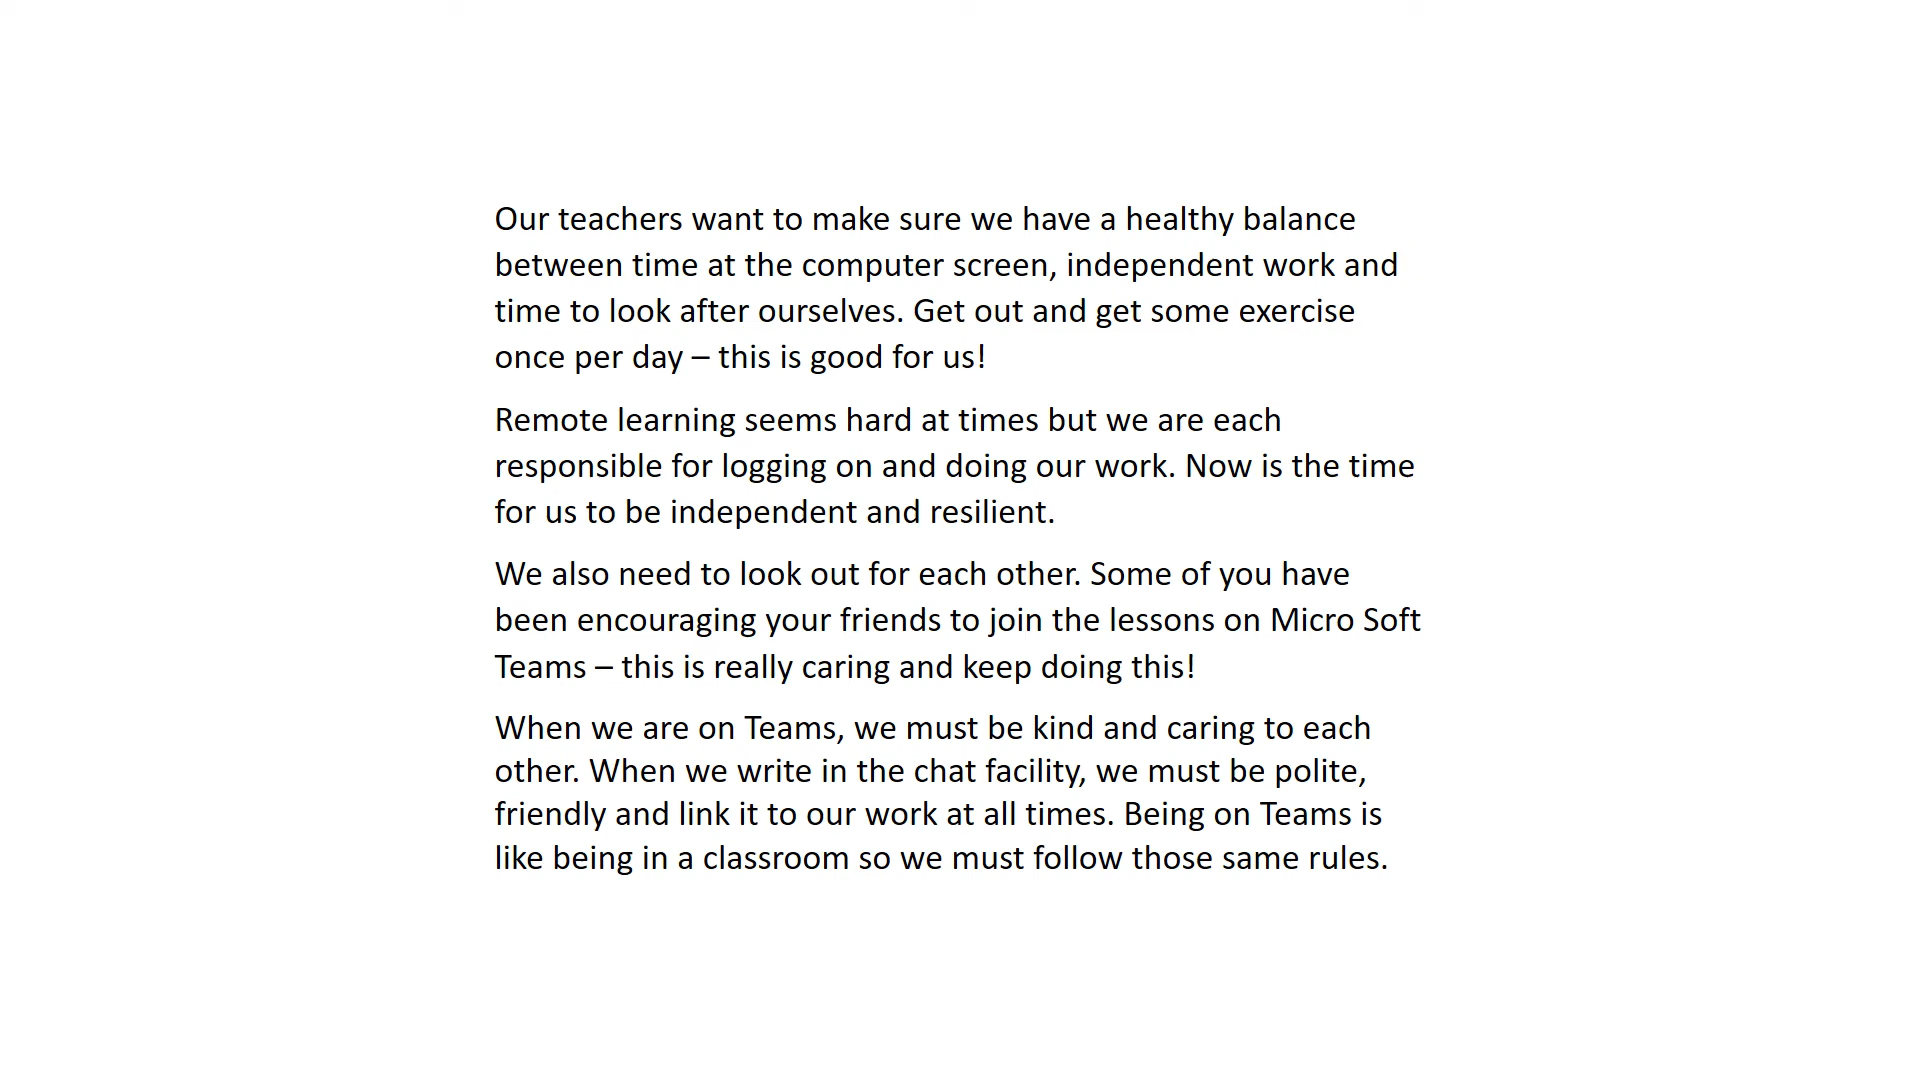 Our teachers want to make sure we have a healthy balance
between time at the computer screen, independent work and
time to look after ourselves. Get out and get some exercise
once per day – this is good for us!
Remote learning seems hard at times but we are each
responsible for logging on and doing our work. Now is the time
for us to be independent and resilient.
We also need to look out for each other. Some of you have
been encouraging your friends to join the lessons on Micro Soft
Teams – this is really caring and keep doing this!
When we are on Teams, we must be kind and caring to each
other. When we write in the chat facility, we must be polite,
friendly and link it to our work at all times. Being on Teams is
like being in a classroom so we must follow those same rules.